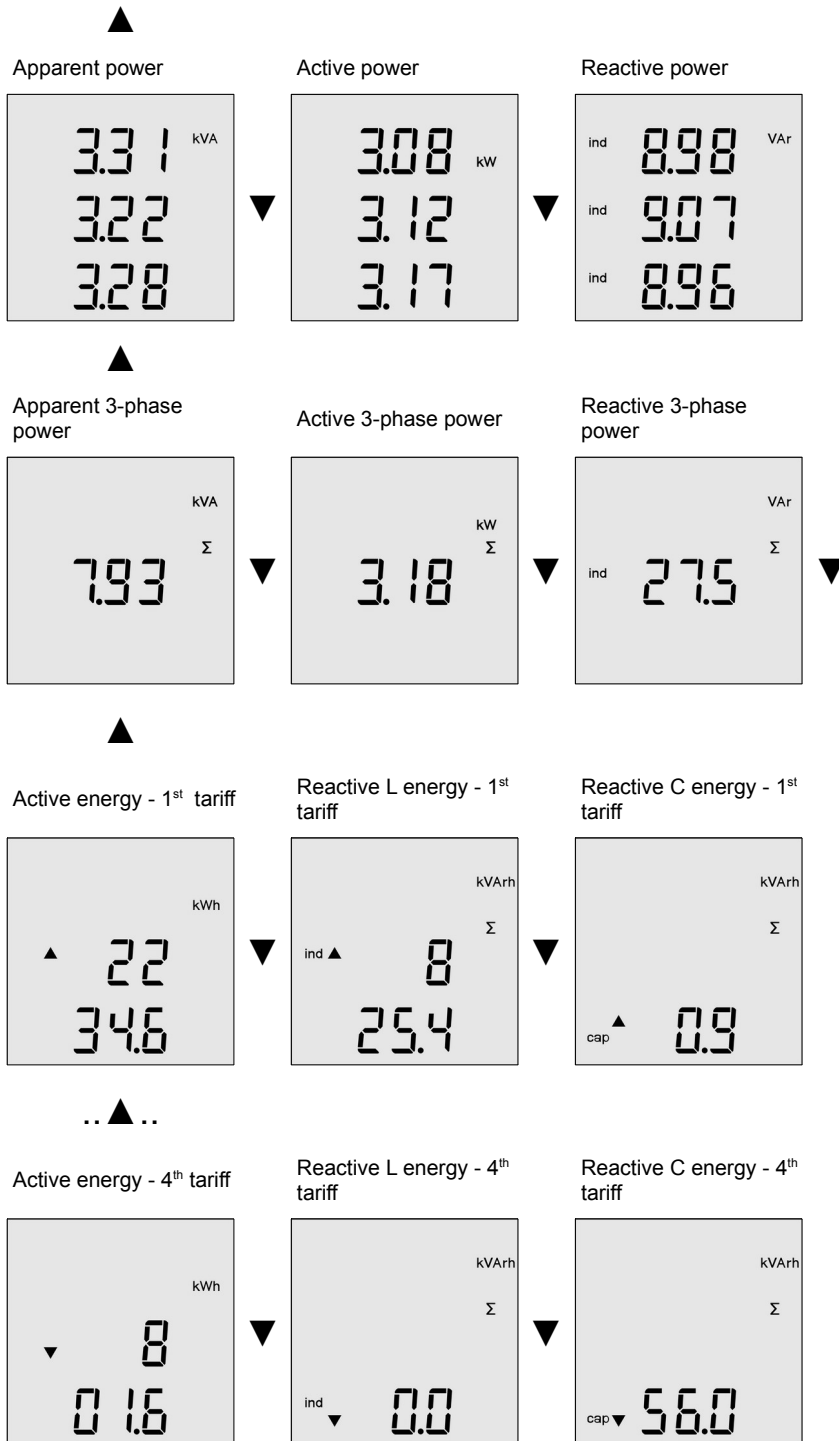 ▲
Apparent power Active power Reactive power
3.31 kVA 3.08 kW ind 8.98 VAr
3.22 ▼ 3.12 ▼ ind 9.07
3.28 3.17 ind 8.96
▲
Apparent 3-phase power Active 3-phase power Reactive 3-phase power
kVA kW VAr
Σ Σ Σ
7.93 ▼ 3.18 ▼ ind 27.5 ▼
▲
Active energy - 1st tariff Reactive L energy - 1st tariff Reactive C energy - 1st tariff
kWh kVArh kVArh
Σ Σ
▲ 22 ▼ ind ▲ 8 ▼
34.6 25.4 cap ▲ 0.9
.. ▲ ..
Active energy - 4th tariff Reactive L energy - 4th tariff Reactive C energy - 4th tariff
kWh kVArh kVArh
Σ Σ
▼ 8 ▼ ▼
01.6 ind ▼ 0.0 cap ▼ 56.0